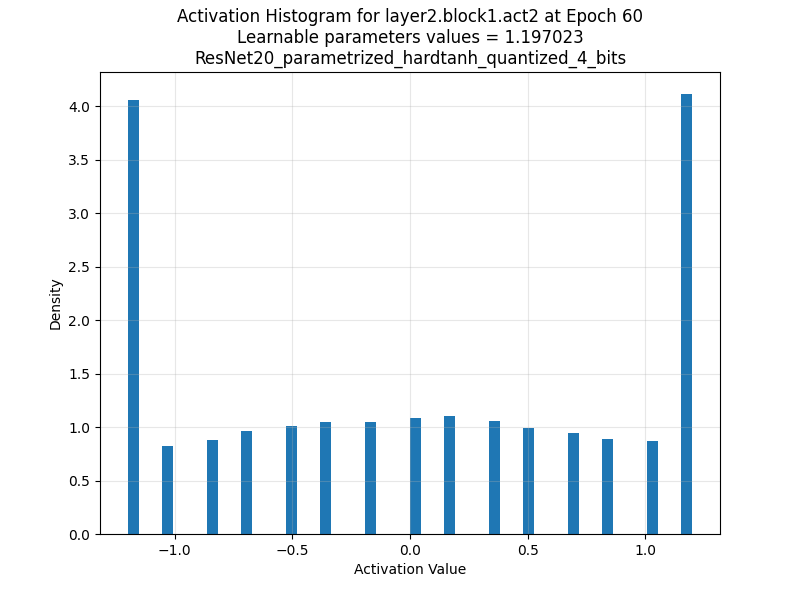 Activation Histogram for layer2.block1.act2 at Epoch 60
Learnable parameters values = 1.197023
ResNet20_parametrized_hardtanh_quantized_4_bits
4.0
3.5
3.0
2.5
2.0
1.5
1.0
0.5
0.0
Density
−1.0 −0.5 0.0 0.5 1.0
Activation Value